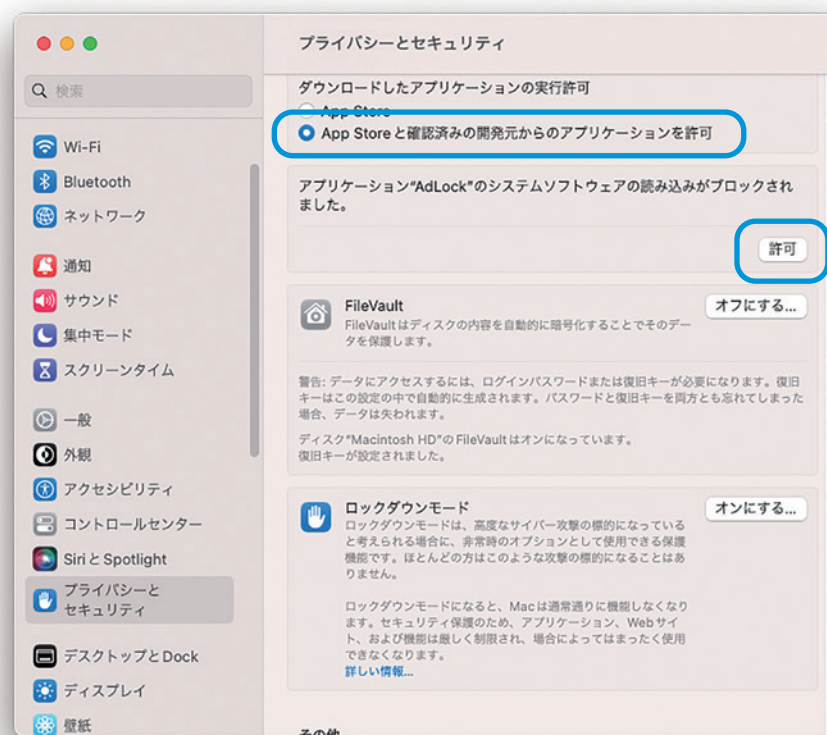 プライバシーとセキュリティ
検索
Wi-Fi
Bluetooth
ネットワーク
通知
サウンド
集中モード
スクリーンタイム
一般
外観
アクセシビリティ
コントロールセンター
Siri と Spotlight
プライバシーと
セキュリティ
デスクトップと Dock
ディスプレイ
壁紙
ダウンロードしたアプリケーションの実行許可
App Store
App Store と確認済みの開発元からのアプリケーションを許可
アプリケーション“AdLock”のシステムソフトウェアの読み込みがブロックされ
ました。
許可
FileVault
オフにする...
FileVault はディスクの内容を自動的に暗号化することでそのデー
タを保護します。
警告: データにアクセスするには、ログインパスワードまたは復旧キーが必要になります。復旧
キーはこの設定の中で自動的に生成されます。パスワードと復旧キーを両方とも忘れてしまった
場合、データは失われます。
ディスク“Macintosh HD”の FileVault はオンになっています。
復旧キーが設定されました。
ロックダウンモード
オンにする...
ロックダウンモードは、高度なサイバー攻撃の標的になっている
と考えられる場合に、非常時のオプションとして使用できる保護
機能です。ほとんどの方はこのような攻撃の標的になることはあ
りません。
ロックダウンモードになると、Mac は通常通りに機能しなくなり
ます。セキュリティ保護のため、アプリケーション、Web サイ
ト、および機能は厳しく制限され、場合によってはまったく使用
できなくなります。
詳しい情報...
その他